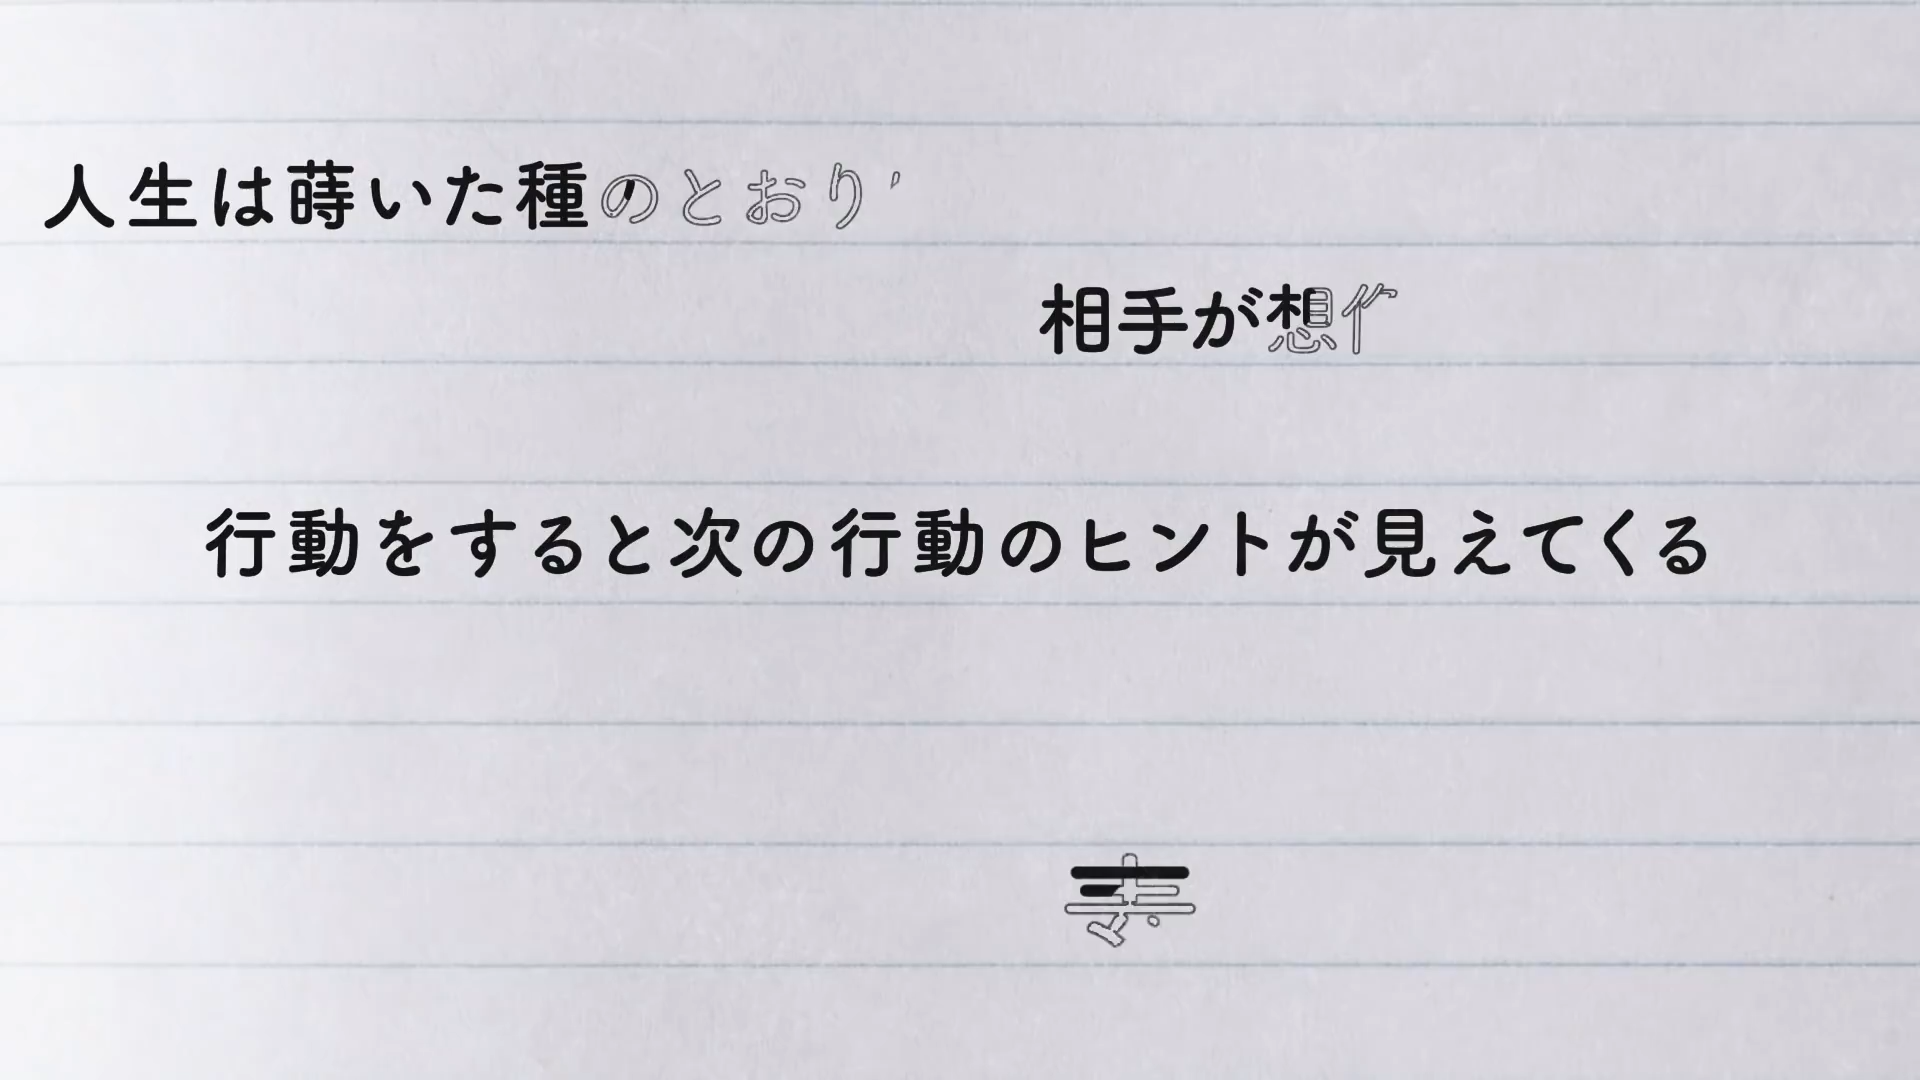 人生は蒔いた種のとおり
相手が想
行動をすると次の行動のヒントが見えてくる